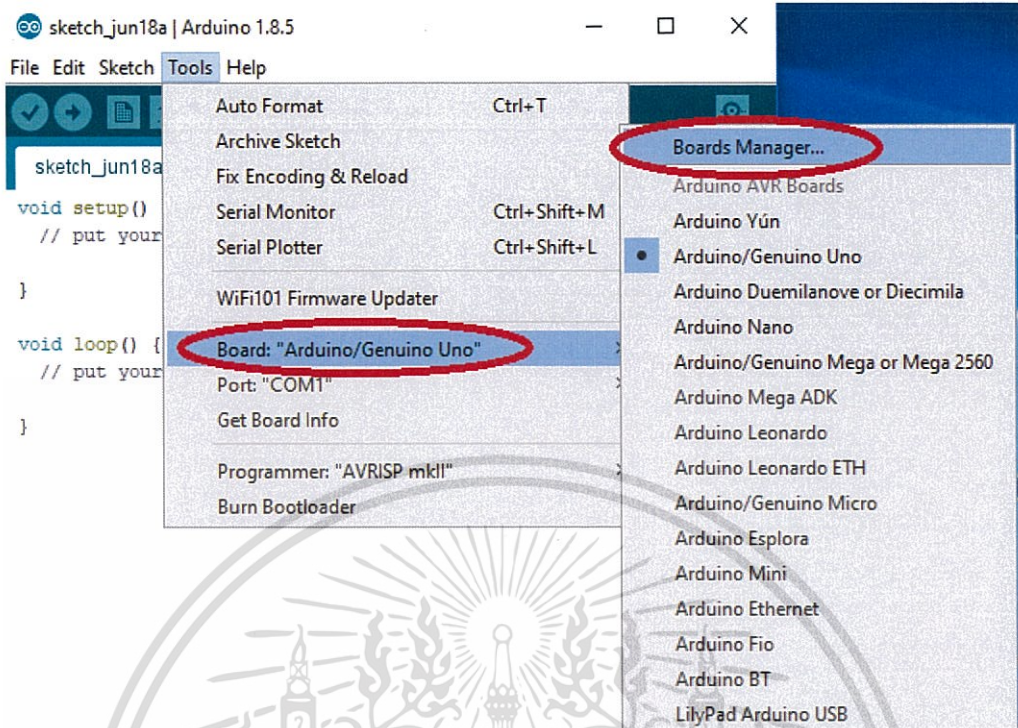 sketch_jun18a | Arduino 1.8.5
File Edit Sketch Tools Help
sketch_jun18a
void setup()
// put your
}
void loop() {
// put your
}
Auto Format Ctrl+T
Archive Sketch
Fix Encoding & Reload
Serial Monitor Ctrl+Shift+M
Serial Plotter Ctrl+Shift+L
WiFi101 Firmware Updater
Board: "Arduino/Genuino Uno"
Port: "COM1"
Get Board Info
Programmer: "AVRISP mkII"
Burn Bootloader
Boards Manager...
Arduino AVR Boards
Arduino Yún
Arduino/Genuino Uno
Arduino Duemilanove or Diecimila
Arduino Nano
Arduino/Genuino Mega or Mega 2560
Arduino Mega ADK
Arduino Leonardo
Arduino Leonardo ETH
Arduino/Genuino Micro
Arduino Esplora
Arduino Mini
Arduino Ethernet
Arduino Fio
Arduino BT
LilyPad Arduino USB